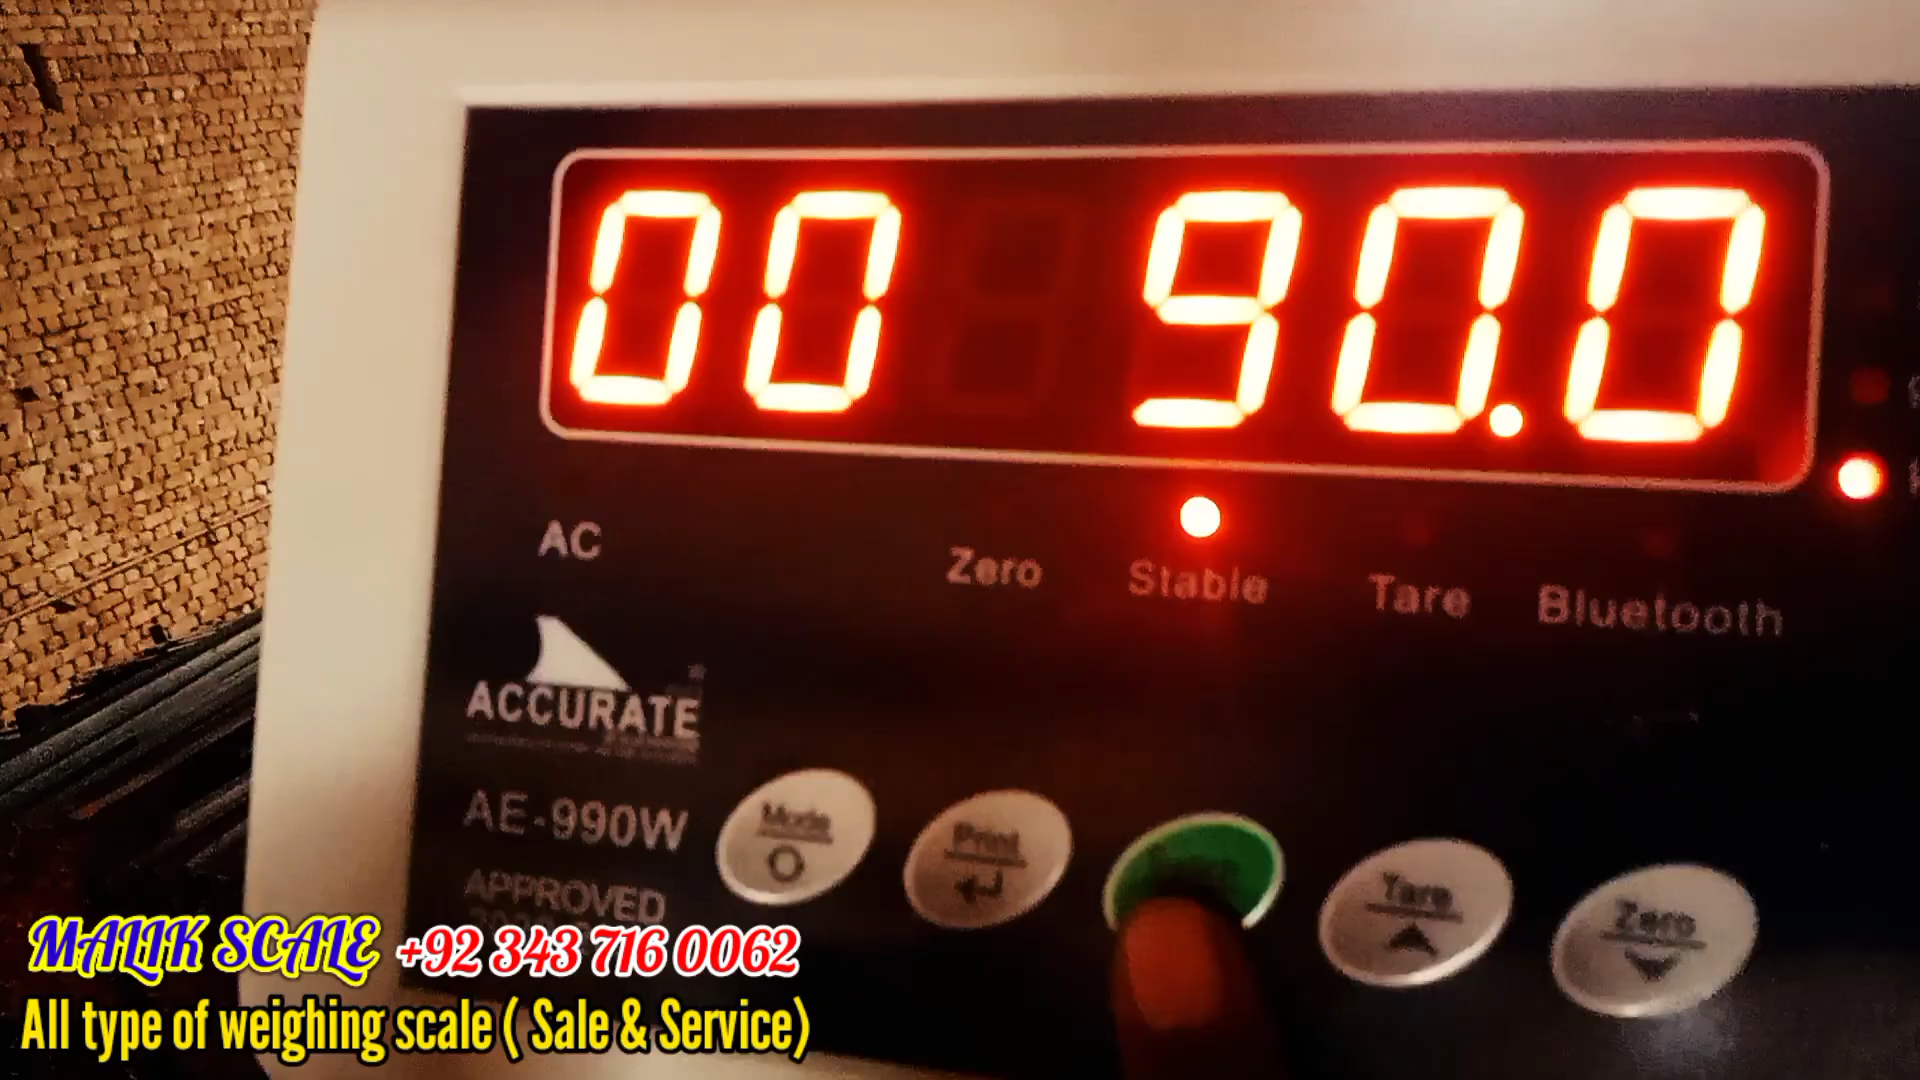 00 90.0
AC
Zero
Stable
Tare
Bluetooth
ACCURATE
AE-990W
APPROVED
Mode
Print
Tare
Zero
MALIK SCALE +92 343 716 0062
All type of weighing scale ( Sale & Service)